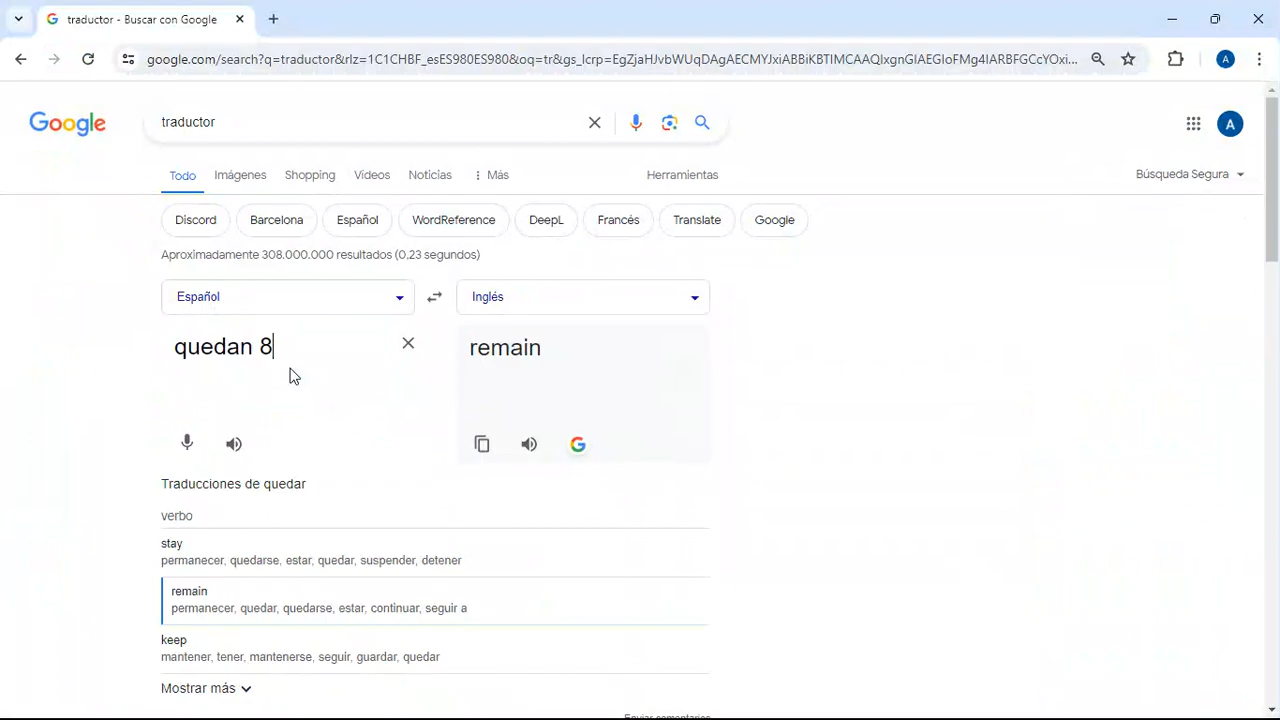 traductor - Buscar con Google
google.com/search?q=traductor&rlz=1C1CHBF_esES980ES980&oq=tr&gs_lcrp=EgZjaHJvbWUqDAgAECMYJxiABBiKBTIMCAAQIxgnGIAEGIoFMg4IARBFGCcYOxi...
A
Google
traductor
A
Todo
Imágenes
Shopping
Vídeos
Noticias
Más
Herramientas
Búsqueda Segura
Discord
Barcelona
Español
WordReference
DeepL
Francés
Translate
Google
Aproximadamente 308.000.000 resultados (0,23 segundos)
Español
Inglés
quedan 8
remain
Traducciones de quedar
verbo
stay
permanecer, quedarse, estar, quedar, suspender, detener
remain
permanecer, quedar, quedarse, estar, continuar, seguir a
keep
mantener, tener, mantenerse, seguir, guardar, quedar
Mostrar más
Enviar comentarios